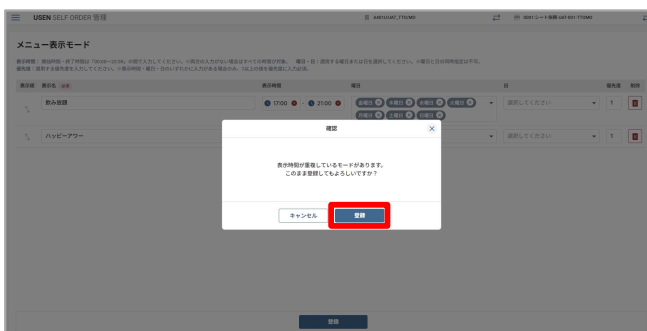 USEN SELF ORDER 管理
メニュー表示モード
表示順 表示名 必須 表示時間 曜日 日 優先度 削除
飲み放題 17:00 - 21:00 金曜日 木曜日 水曜日 火曜日 選択してください 1
月曜日 土曜日 日曜日
ハッピーアワー 選択してください 1
確認
表示時間が重複しているモードがあります。
このまま登録してもよろしいですか？
キャンセル 登録
登録